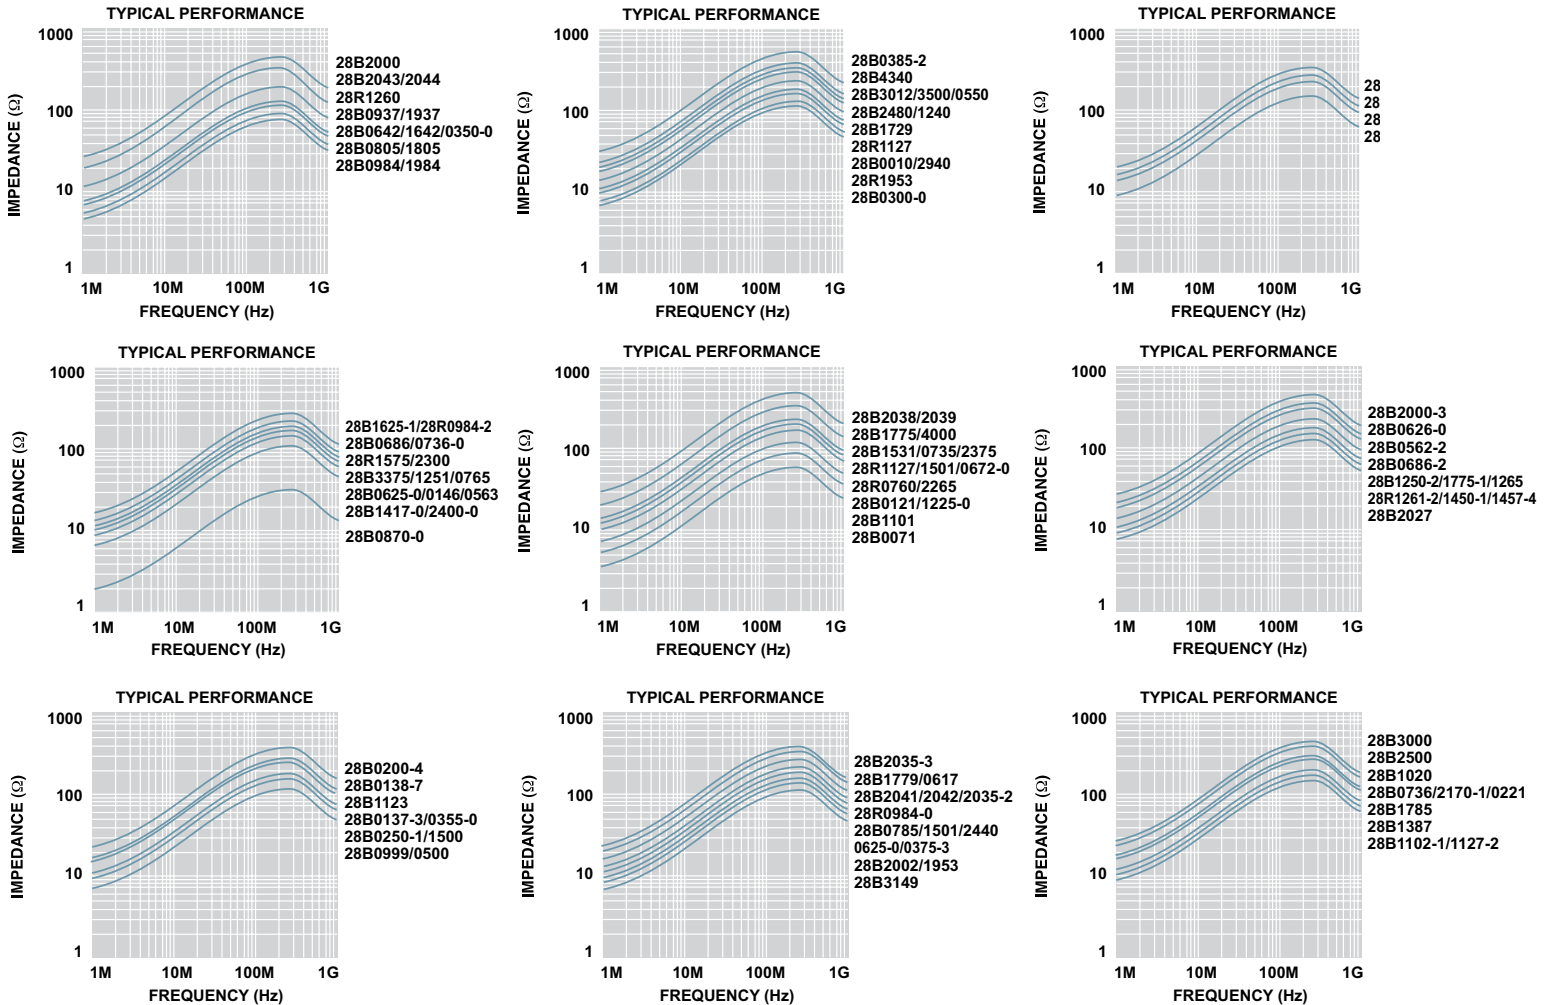 TYPICAL PERFORMANCE
IMPEDANCE (Ω)
1000
100
10
1
1M 10M 100M 1G
FREQUENCY (Hz)
28B2000
28B2043/2044
28R1260
28B0937/1937
28B0642/1642/0350-0
28B0805/1805
28B0984/1984
TYPICAL PERFORMANCE
IMPEDANCE (Ω)
1000
100
10
1
1M 10M 100M 1G
FREQUENCY (Hz)
28B0385-2
28B4340
28B3012/3500/0550
28B2480/1240
28B1729
28R1127
28B0010/2940
28R1953
28B0300-0
TYPICAL PERFORMANCE
IMPEDANCE (Ω)
1000
100
10
1
1M 10M 100M 1G
FREQUENCY (Hz)
28
28
28
28
TYPICAL PERFORMANCE
IMPEDANCE (Ω)
1000
100
10
1
1M 10M 100M 1G
FREQUENCY (Hz)
28B1625-1/28R0984-2
28B0686/0736-0
28R1575/2300
28B3375/1251/0765
28B0625-0/0146/0563
28B1417-0/2400-0
28B0870-0
TYPICAL PERFORMANCE
IMPEDANCE (Ω)
1000
100
10
1
1M 10M 100M 1G
FREQUENCY (Hz)
28B2038/2039
28B1775/4000
28B1531/0735/2375
28R1127/1501/0672-0
28R0760/2265
28B0121/1225-0
28B1101
28B0071
TYPICAL PERFORMANCE
IMPEDANCE (Ω)
1000
100
10
1
1M 10M 100M 1G
FREQUENCY (Hz)
28B2000-3
28B0626-0
28B0562-2
28B0686-2
28B1250-2/1775-1/1265
28R1261-2/1450-1/1457-4
28B2027
TYPICAL PERFORMANCE
IMPEDANCE (Ω)
1000
100
10
1
1M 10M 100M 1G
FREQUENCY (Hz)
28B0200-4
28B0138-7
28B1123
28B0137-3/0355-0
28B0250-1/1500
28B0999/0500
TYPICAL PERFORMANCE
IMPEDANCE (Ω)
1000
100
10
1
1M 10M 100M 1G
FREQUENCY (Hz)
28B2035-3
28B1779/0617
28B2041/2042/2035-2
28R0984-0
28B0785/1501/2440
0625-0/0375-3
28B2002/1953
28B3149
TYPICAL PERFORMANCE
IMPEDANCE (Ω)
1000
100
10
1
1M 10M 100M 1G
FREQUENCY (Hz)
28B3000
28B2500
28B1020
28B0736/2170-1/0221
28B1785
28B1387
28B1102-1/1127-2